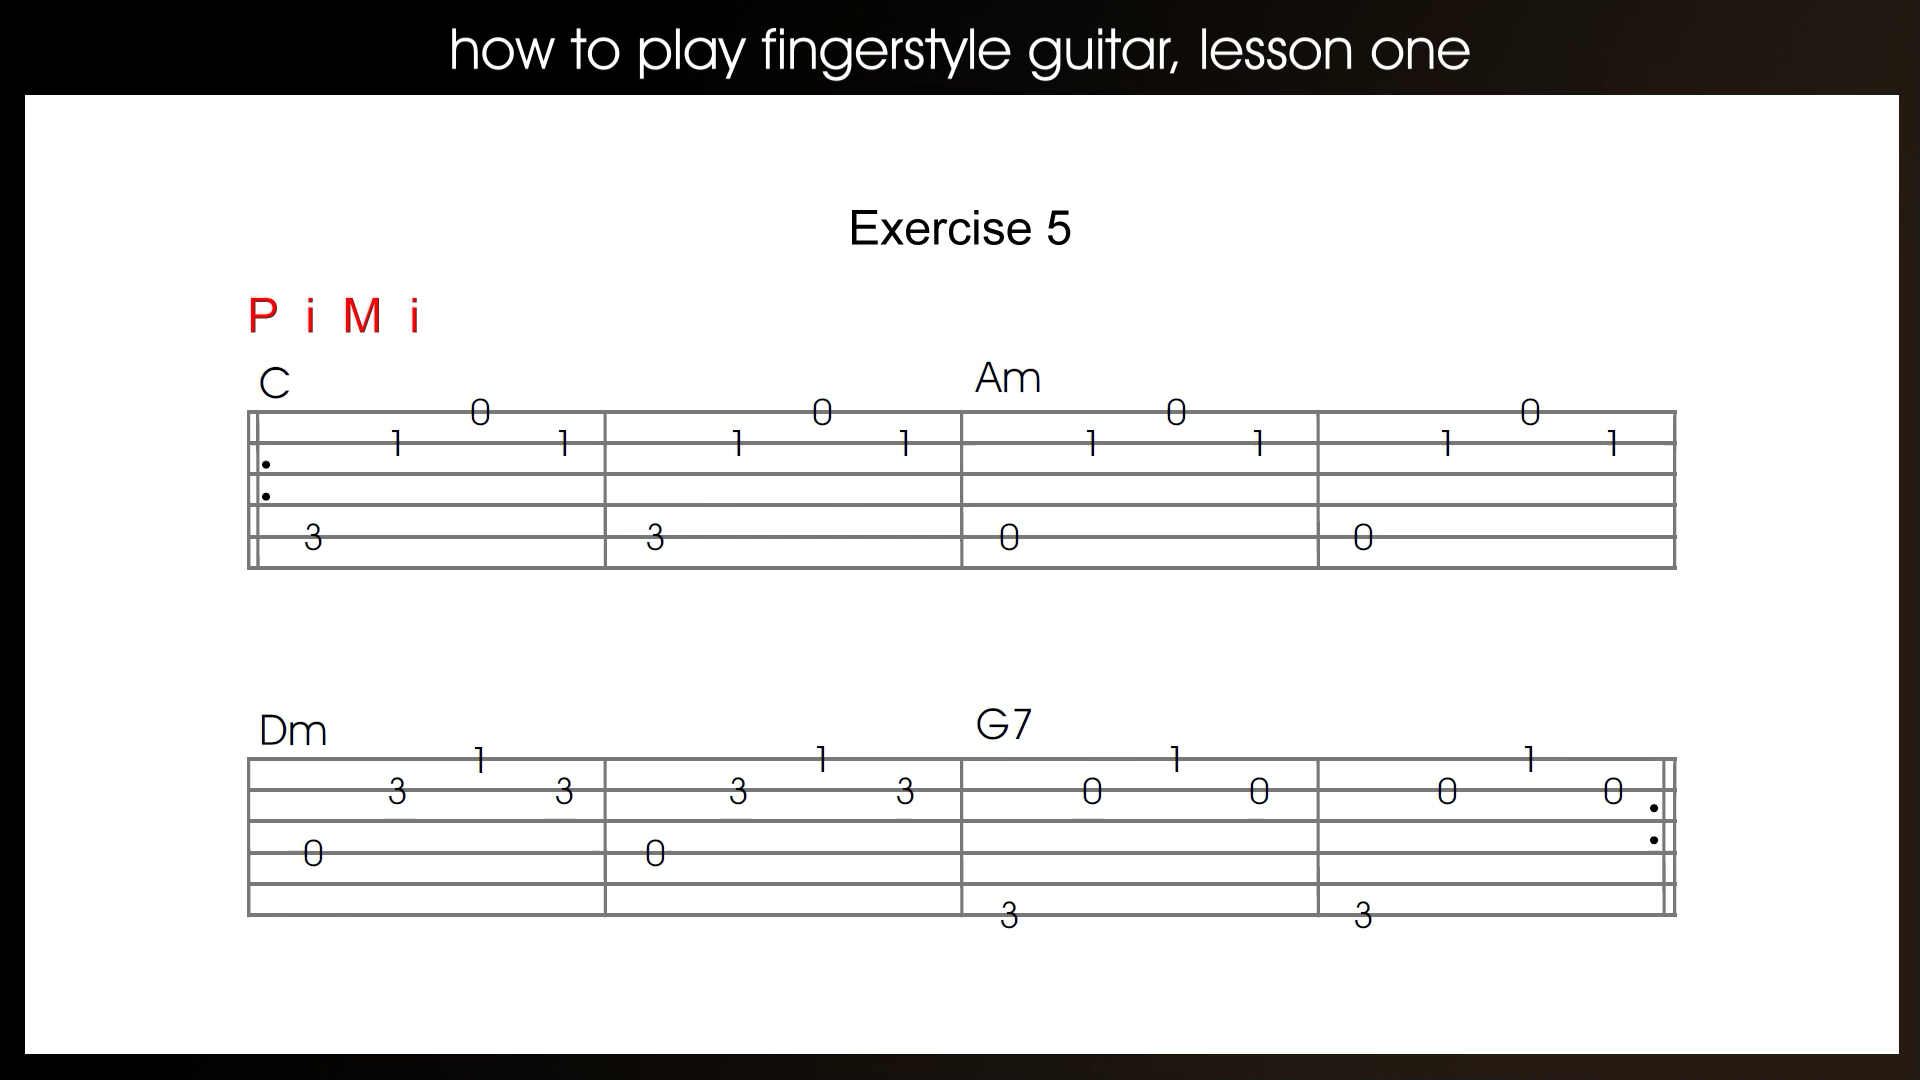 how to play fingerstyle guitar, lesson one
Exercise 5
P i M i
C Am
0 0 0 0
1 1 1 1 1 1 1 1
3 3 0 0
Dm G7
1 1 1 1
3 3 3 3 0 0 0 0
0 0
3 3